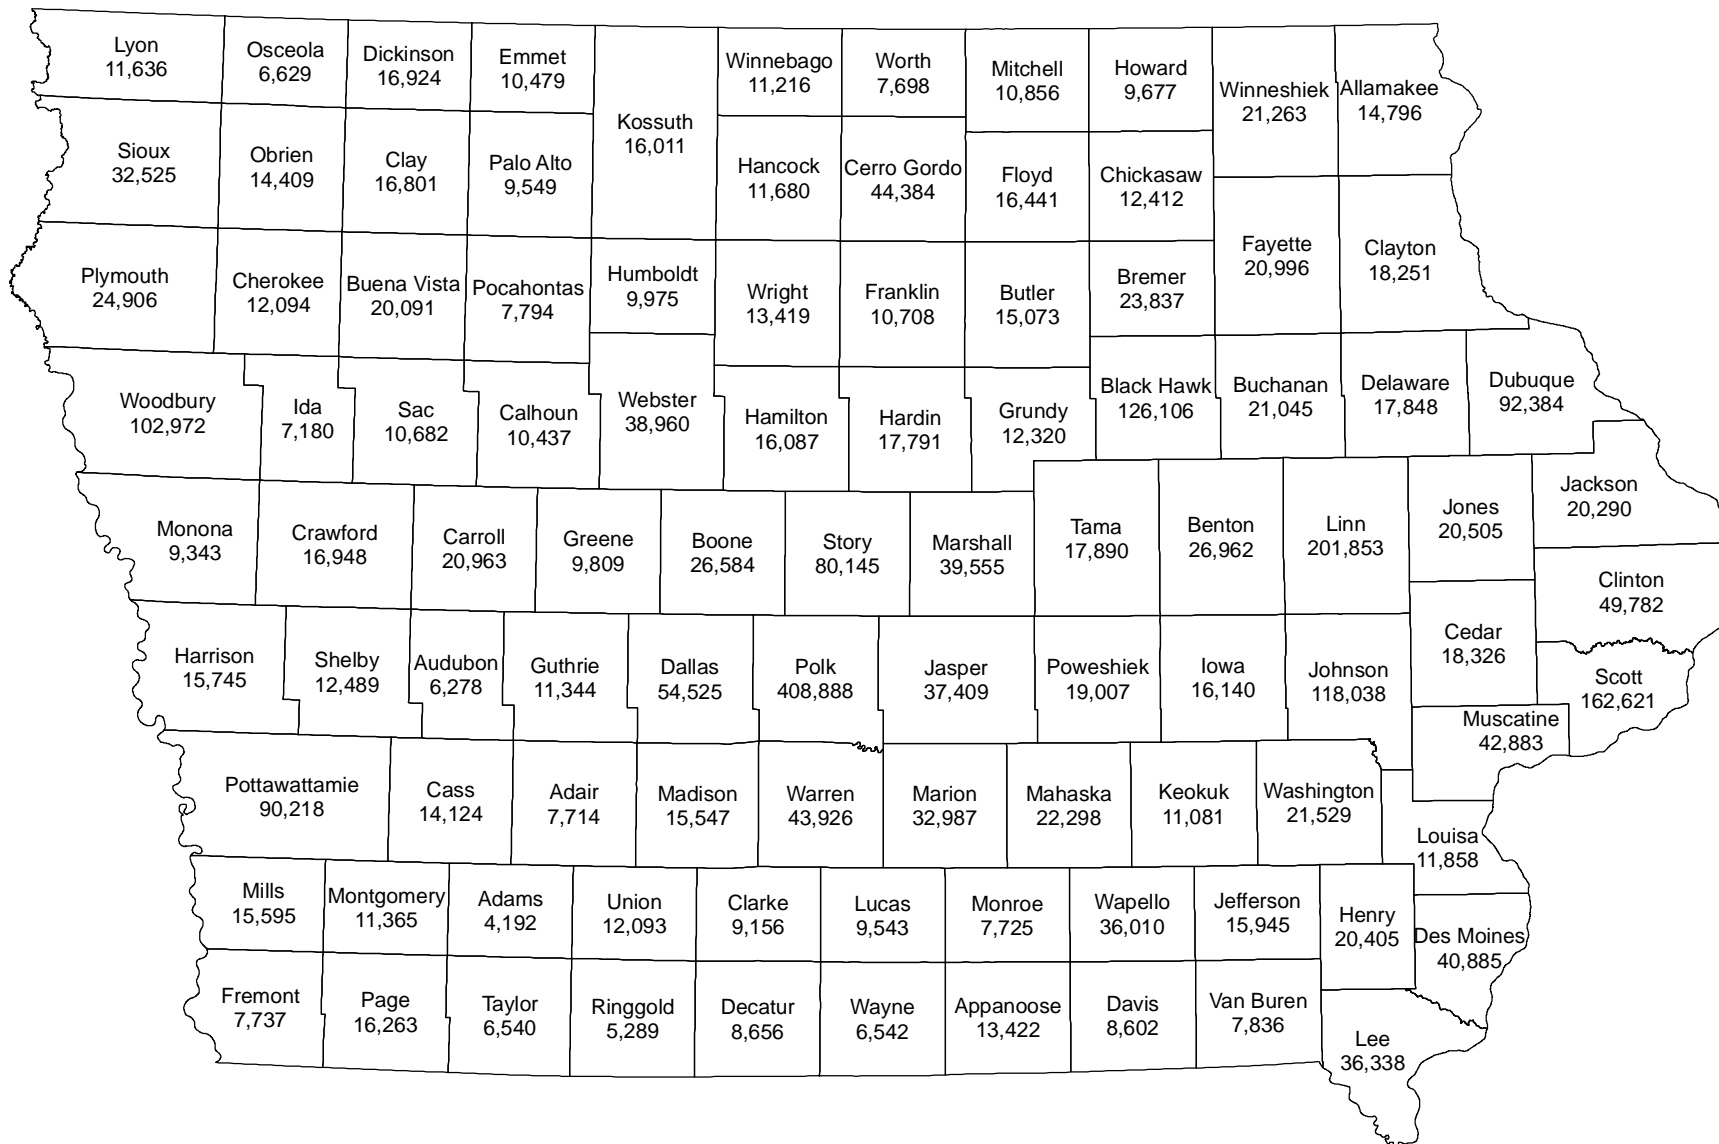 Lyon
11,636
Osceola
6,629
Dickinson
16,924
Emmet
10,479
Kossuth
16,011
Winnebago
11,216
Worth
7,698
Mitchell
10,856
Howard
9,677
Winneshiek
21,263
Allamakee
14,796
Sioux
32,525
Obrien
14,409
Clay
16,801
Palo Alto
9,549
Hancock
11,680
Cerro Gordo
44,384
Floyd
16,441
Chickasaw
12,412
Fayette
20,996
Clayton
18,251
Plymouth
24,906
Cherokee
12,094
Buena Vista
20,091
Pocahontas
7,794
Humboldt
9,975
Wright
13,419
Franklin
10,708
Butler
15,073
Bremer
23,837
Woodbury
102,972
Ida
7,180
Sac
10,682
Calhoun
10,437
Webster
38,960
Hamilton
16,087
Hardin
17,791
Grundy
12,320
Black Hawk
126,106
Buchanan
21,045
Delaware
17,848
Dubuque
92,384
Monona
9,343
Crawford
16,948
Carroll
20,963
Greene
9,809
Boone
26,584
Story
80,145
Marshall
39,555
Tama
17,890
Benton
26,962
Linn
201,853
Jones
20,505
Jackson
20,290
Clinton
49,782
Harrison
15,745
Shelby
12,489
Audubon
6,278
Guthrie
11,344
Dallas
54,525
Polk
408,888
Jasper
37,409
Poweshiek
19,007
Iowa
16,140
Johnson
118,038
Cedar
18,326
Scott
162,621
Muscatine
42,883
Pottawattamie
90,218
Cass
14,124
Adair
7,714
Madison
15,547
Warren
43,926
Marion
32,987
Mahaska
22,298
Keokuk
11,081
Washington
21,529
Louisa
11,858
Mills
15,595
Montgomery
11,365
Adams
4,192
Union
12,093
Clarke
9,156
Lucas
9,543
Monroe
7,725
Wapello
36,010
Jefferson
15,945
Henry
20,405
Des Moines
40,885
Fremont
7,737
Page
16,263
Taylor
6,540
Ringgold
5,289
Decatur
8,656
Wayne
6,542
Appanoose
13,422
Davis
8,602
Van Buren
7,836
Lee
36,338